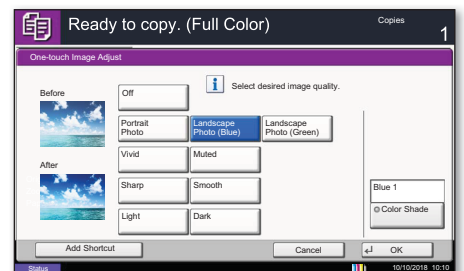 Ready to copy. (Full Color)
Copies
1
One-touch Image Adjust
Before
Off
i Select desired image quality.
Portrait
Photo
Landscape
Photo (Blue)
Landscape
Photo (Green)
Vivid
Muted
After
Sharp
Smooth
Blue 1
Color Shade
Light
Dark
Add Shortcut
Cancel
OK
Status
10/10/2018 10:10